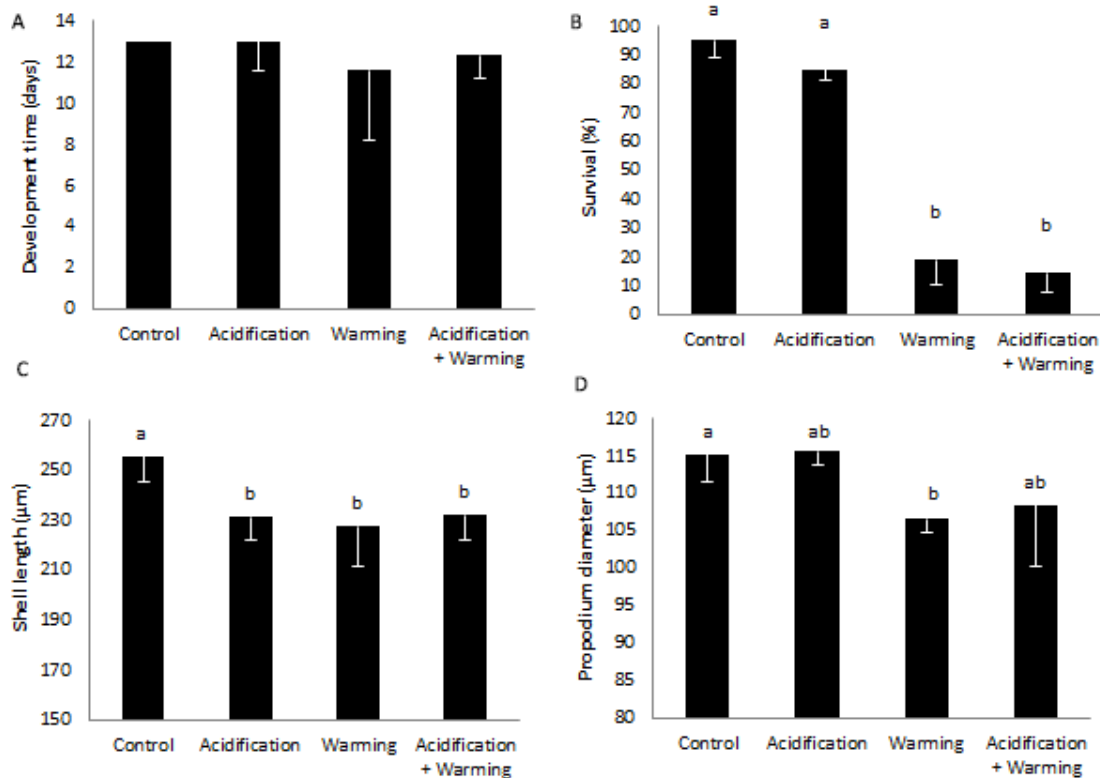 A
Development time (days)
14
12
10
8
6
4
2
0
Control
Acidification
Warming
Acidification
+ Warming
B
Survival (%)
100
90
80
70
60
50
40
30
20
10
0
a
a
b
b
Control
Acidification
Warming
Acidification
+ Warming
C
Shell length (µm)
270
250
230
210
190
170
150
a
b
b
b
Control
Acidification
Warming
Acidification
+ Warming
D
Propodium diameter (µm)
120
115
110
105
100
95
90
85
80
a
ab
b
ab
Control
Acidification
Warming
Acidification
+ Warming